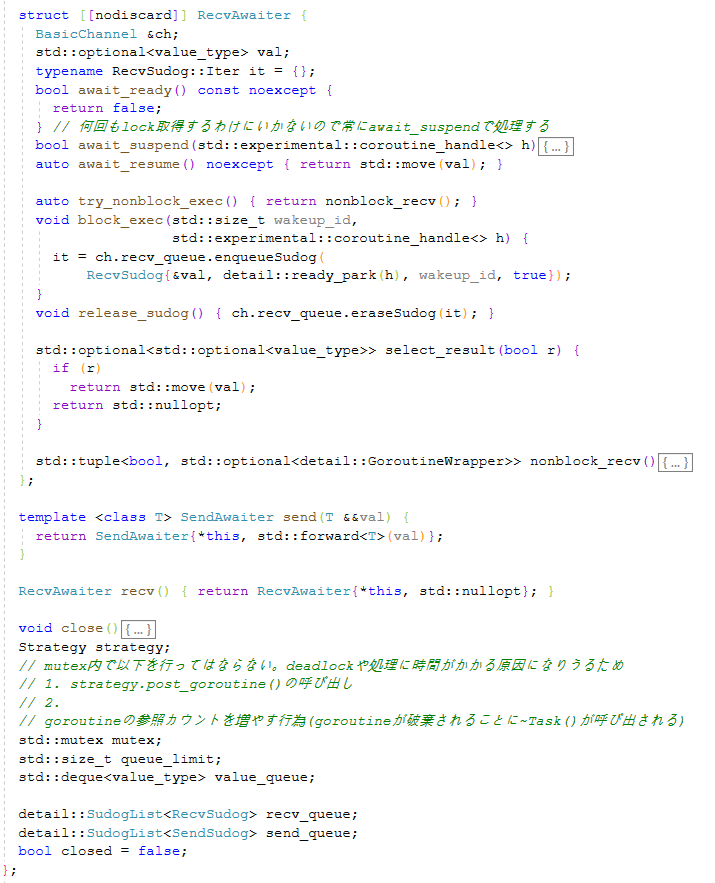 struct [[nodiscard]] RecvAwaiter {
  BasicChannel &ch;
  std::optional<value_type> val;
  typename RecvSudog::Iter it = {};
  bool await_ready() const noexcept {
    return false;
  } // 何回もlock取得するわけにいかないので常にawait_suspendで処理する
  bool await_suspend(std::experimental::coroutine_handle<> h){...}
  auto await_resume() noexcept { return std::move(val); }

  auto try_nonblock_exec() { return nonblock_recv(); }
  void block_exec(std::size_t wakeup_id,
                  std::experimental::coroutine_handle<> h) {
    it = ch.recv_queue.enqueueSudog(
        RecvSudog{&val, detail::ready_park(h), wakeup_id, true});
  }
  void release_sudog() { ch.recv_queue.eraseSudog(it); }

  std::optional<std::optional<value_type>> select_result(bool r) {
    if (r)
      return std::move(val);
    return std::nullopt;
  }

  std::tuple<bool, std::optional<detail::GoroutineWrapper>> nonblock_recv(){...}
};

template <class T> SendAwaiter send(T &&val) {
  return SendAwaiter{*this, std::forward<T>(val)};
}

RecvAwaiter recv() { return RecvAwaiter{*this, std::nullopt}; }

void close(){...}
Strategy strategy;
// mutex内で以下を行ってはならない。deadlockや処理に時間がかかる原因になりうるため
// 1. strategy.post_goroutine()の呼び出し
// 2.
// goroutineの参照カウントを増やす行為(goroutineが破棄されることに~Task()が呼び出される)
std::mutex mutex;
std::size_t queue_limit;
std::deque<value_type> value_queue;

detail::SudogList<RecvSudog> recv_queue;
detail::SudogList<SendSudog> send_queue;
bool closed = false;
};